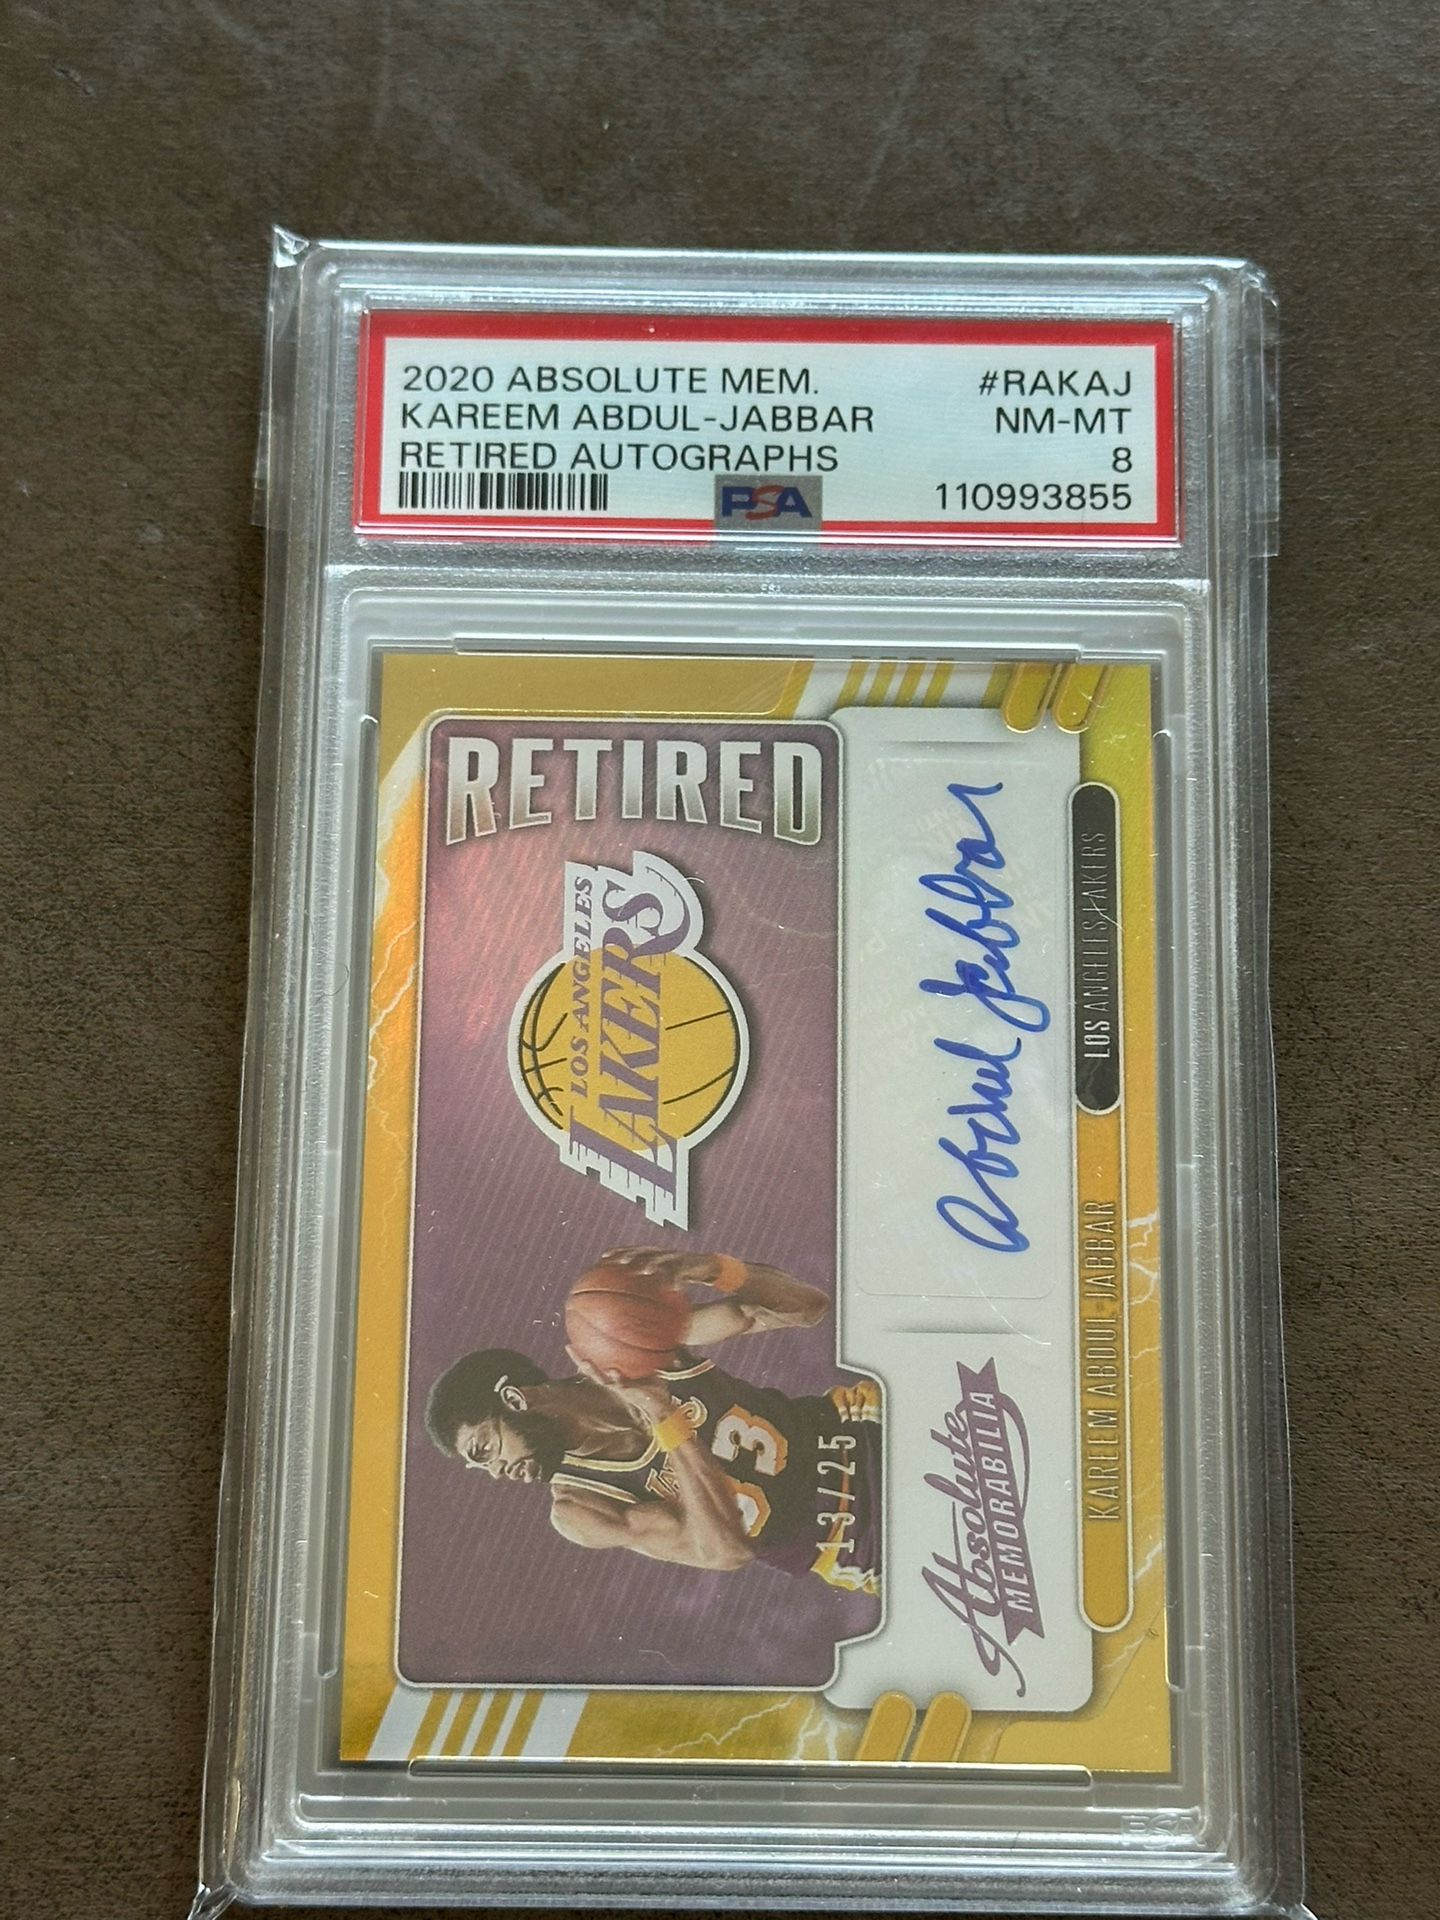 2020 ABSOLUTE MEM. #RAKAJ
KAREEM ABDUL-JABBAR NM-MT
RETIRED AUTOGRAPHS 8
PSA 110993855
RETIRED
LOS ANGELES
LAKERS
33
13/25
Abdul Jabbar
Absolute
MEMORABILIA
KAREEM ABDUL-JABBAR
LOS ANGELES LAKERS